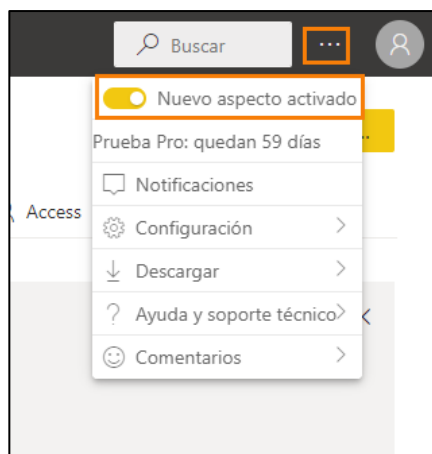 Buscar ...
Nuevo aspecto activado
Prueba Pro: quedan 59 días
Notificaciones
Access
Configuración
Descargar
? Ayuda y soporte técnico
Comentarios